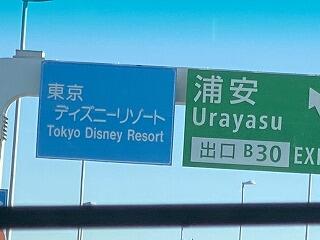 東京
ディズニーリゾート
Tokyo Disney Resort
浦安
Urayasu
出口 B30 EXI